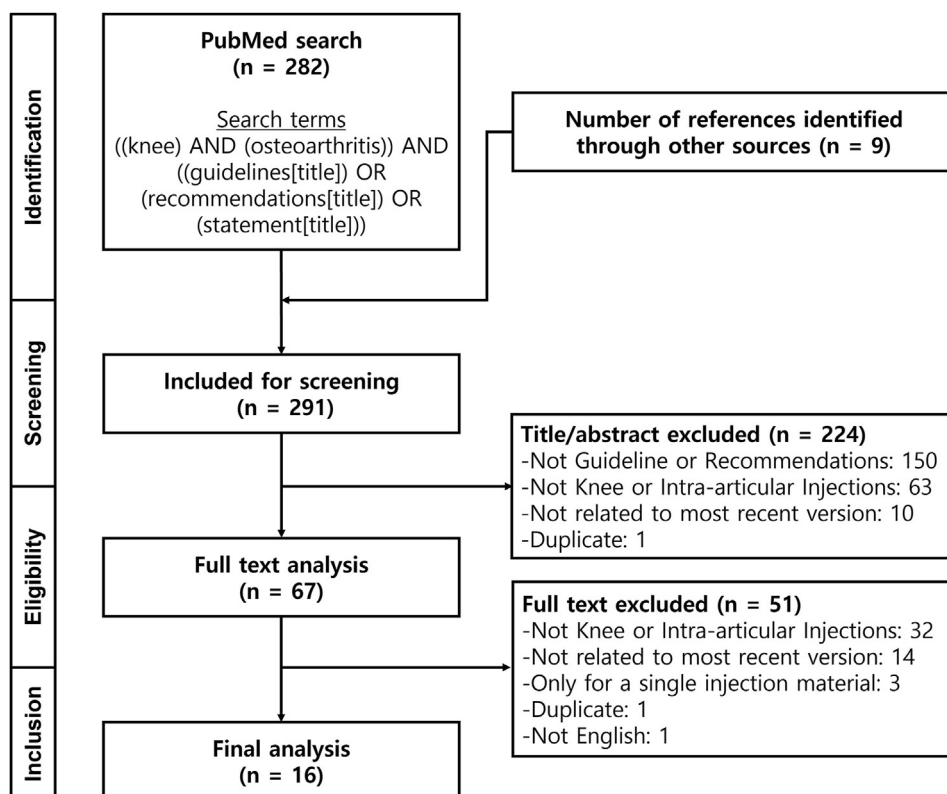 Identification
PubMed search
(n = 282)
Search terms
((knee) AND (osteoarthritis)) AND
((guidelines[title]) OR
(recommendations[title]) OR
(statement[title]))
Number of references identified
through other sources (n = 9)
Screening
Included for screening
(n = 291)
Title/abstract excluded (n = 224)
-Not Guideline or Recommendations: 150
-Not Knee or Intra-articular Injections: 63
-Not related to most recent version: 10
-Duplicate: 1
Eligibility
Full text analysis
(n = 67)
Full text excluded (n = 51)
-Not Knee or Intra-articular Injections: 32
-Not related to most recent version: 14
-Only for a single injection material: 3
-Duplicate: 1
-Not English: 1
Inclusion
Final analysis
(n = 16)